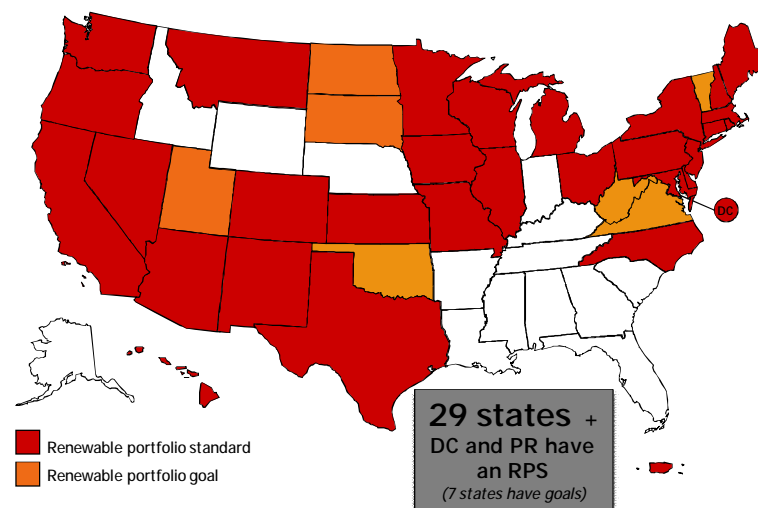 DC
29 states +
DC and PR have
an RPS
(7 states have goals)
Renewable portfolio standard
Renewable portfolio goal